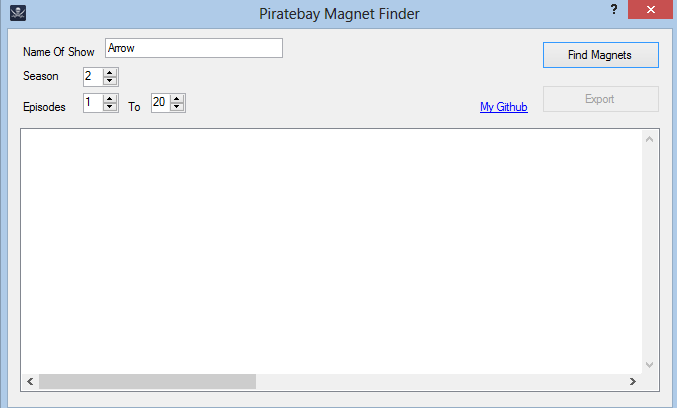 Piratebay Magnet Finder
?
Name Of Show Arrow
Find Magnets
Season 2
Episodes 1 To 20
My Github
Export